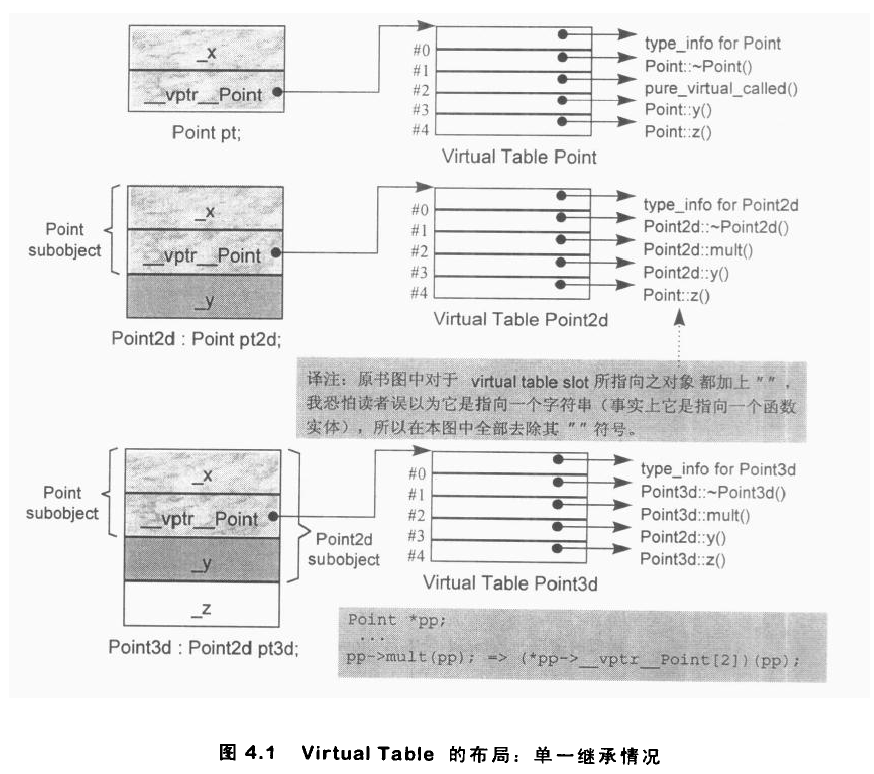 _x
__vptr__Point
Point pt;
#0
#1
#2
#3
#4
Virtual Table Point
type_info for Point
Point::~Point()
pure_virtual_called()
Point::y()
Point::z()
Point
subobject
_x
__vptr__Point
_y
Point2d : Point pt2d;
#0
#1
#2
#3
#4
Virtual Table Point2d
type_info for Point2d
Point2d::~Point2d()
Point2d::mult()
Point2d::y()
Point::z()
译注：原书图中对于 virtual table slot 所指向之对象 都加上 ″ ″ ，
我恐怕读者误以为它是指向一个字符串（事实上它是指向一个函数
实体），所以在本图中全部去除其 ″ ″ 符号。
Point
subobject
_x
__vptr__Point
_y
_z
Point2d
subobject
Point3d : Point2d pt3d;
#0
#1
#2
#3
#4
Virtual Table Point3d
type_info for Point3d
Point3d::~Point3d()
Point3d::mult()
Point2d::y()
Point3d::z()
Point *pp;
...
pp->mult(pp); => (*pp->__vptr__Point[2])(pp);
图 4.1 Virtual Table 的布局：单一继承情况